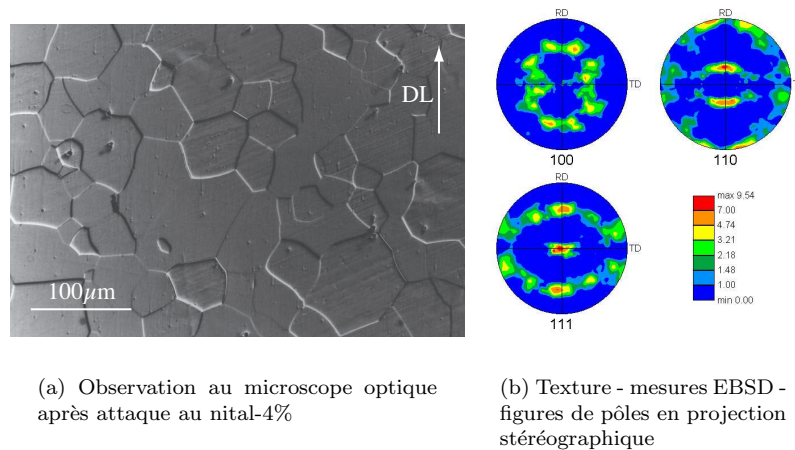 DL
100µm
RD
TD
100
RD
TD
110
RD
TD
111
max 9.54
7.00
4.74
3.21
2.18
1.48
1.00
min 0.00
(a) Observation au microscope optique
après attaque au nital-4%
(b) Texture - mesures EBSD -
figures de pôles en projection
stéréographique